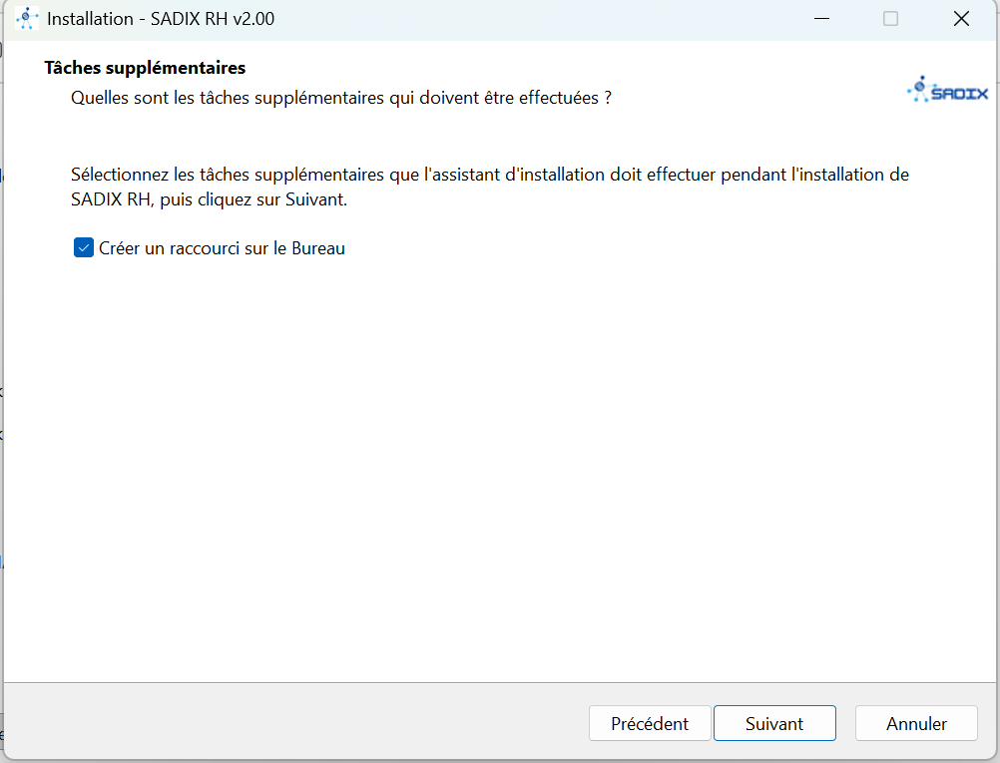 Installation - SADIX RH v2.00
Tâches supplémentaires
Quelles sont les tâches supplémentaires qui doivent être effectuées ?
SADIX
Sélectionnez les tâches supplémentaires que l'assistant d'installation doit effectuer pendant l'installation de
SADIX RH, puis cliquez sur Suivant.
Créer un raccourci sur le Bureau
Précédent
Suivant
Annuler